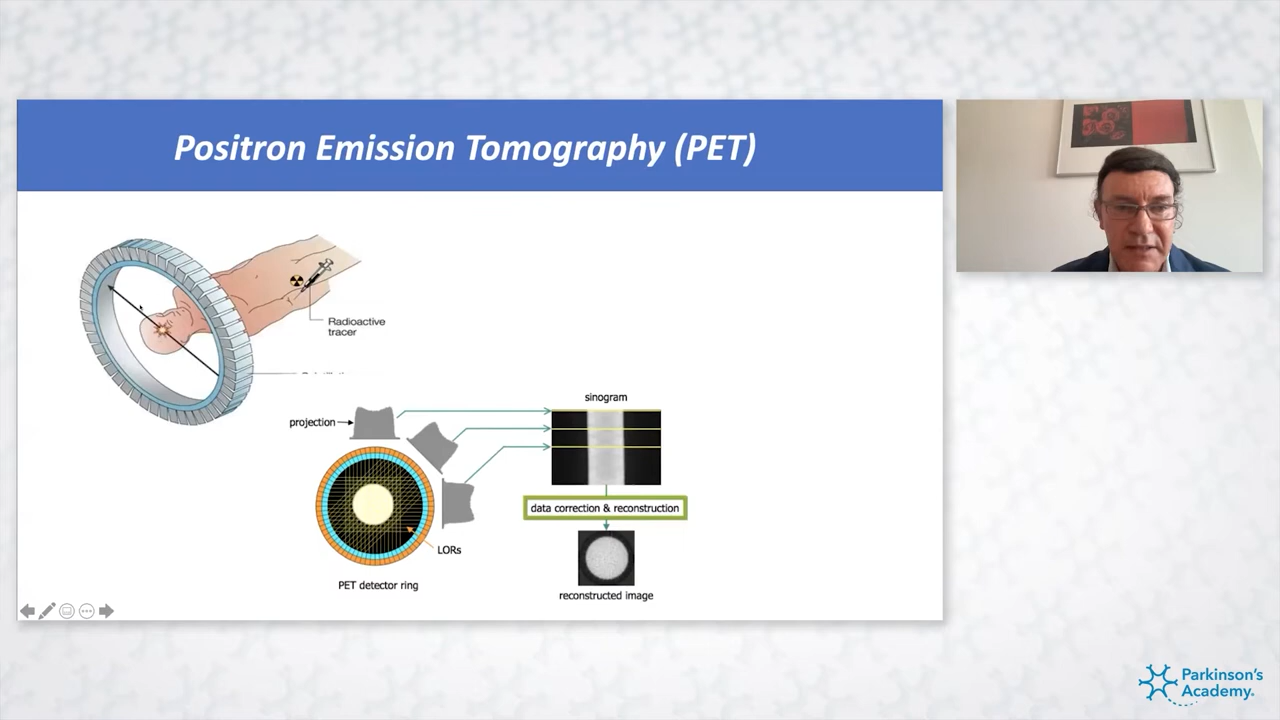 Positron Emission Tomography (PET)
Radioactive
tracer
sinogram
projection
data correction & reconstruction
LORs
PET detector ring
reconstructed image
Parkinson's
Academy